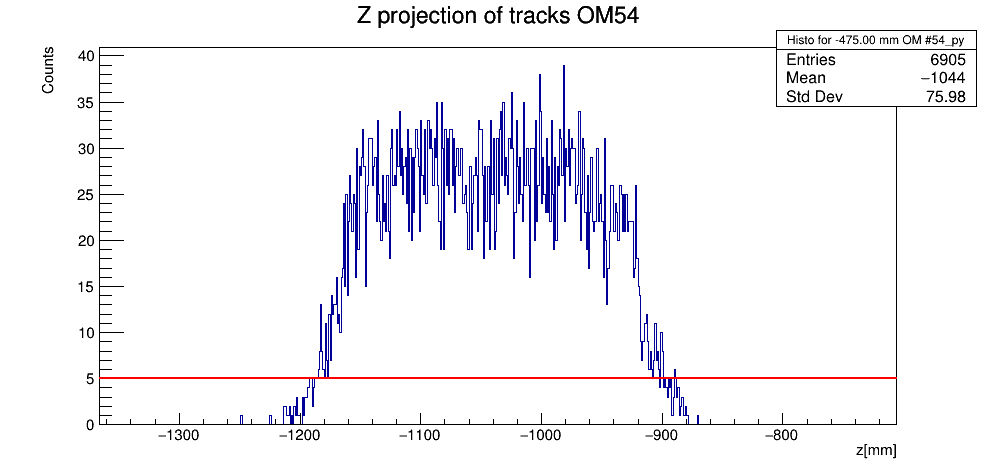 Z projection of tracks OM54
Histo for -475.00 mm OM #54_py
Entries 6905
Mean −1044
Std Dev 75.98
Counts
40
35
30
25
20
15
10
5
0
−1300 −1200 −1100 −1000 −900 −800
z[mm]